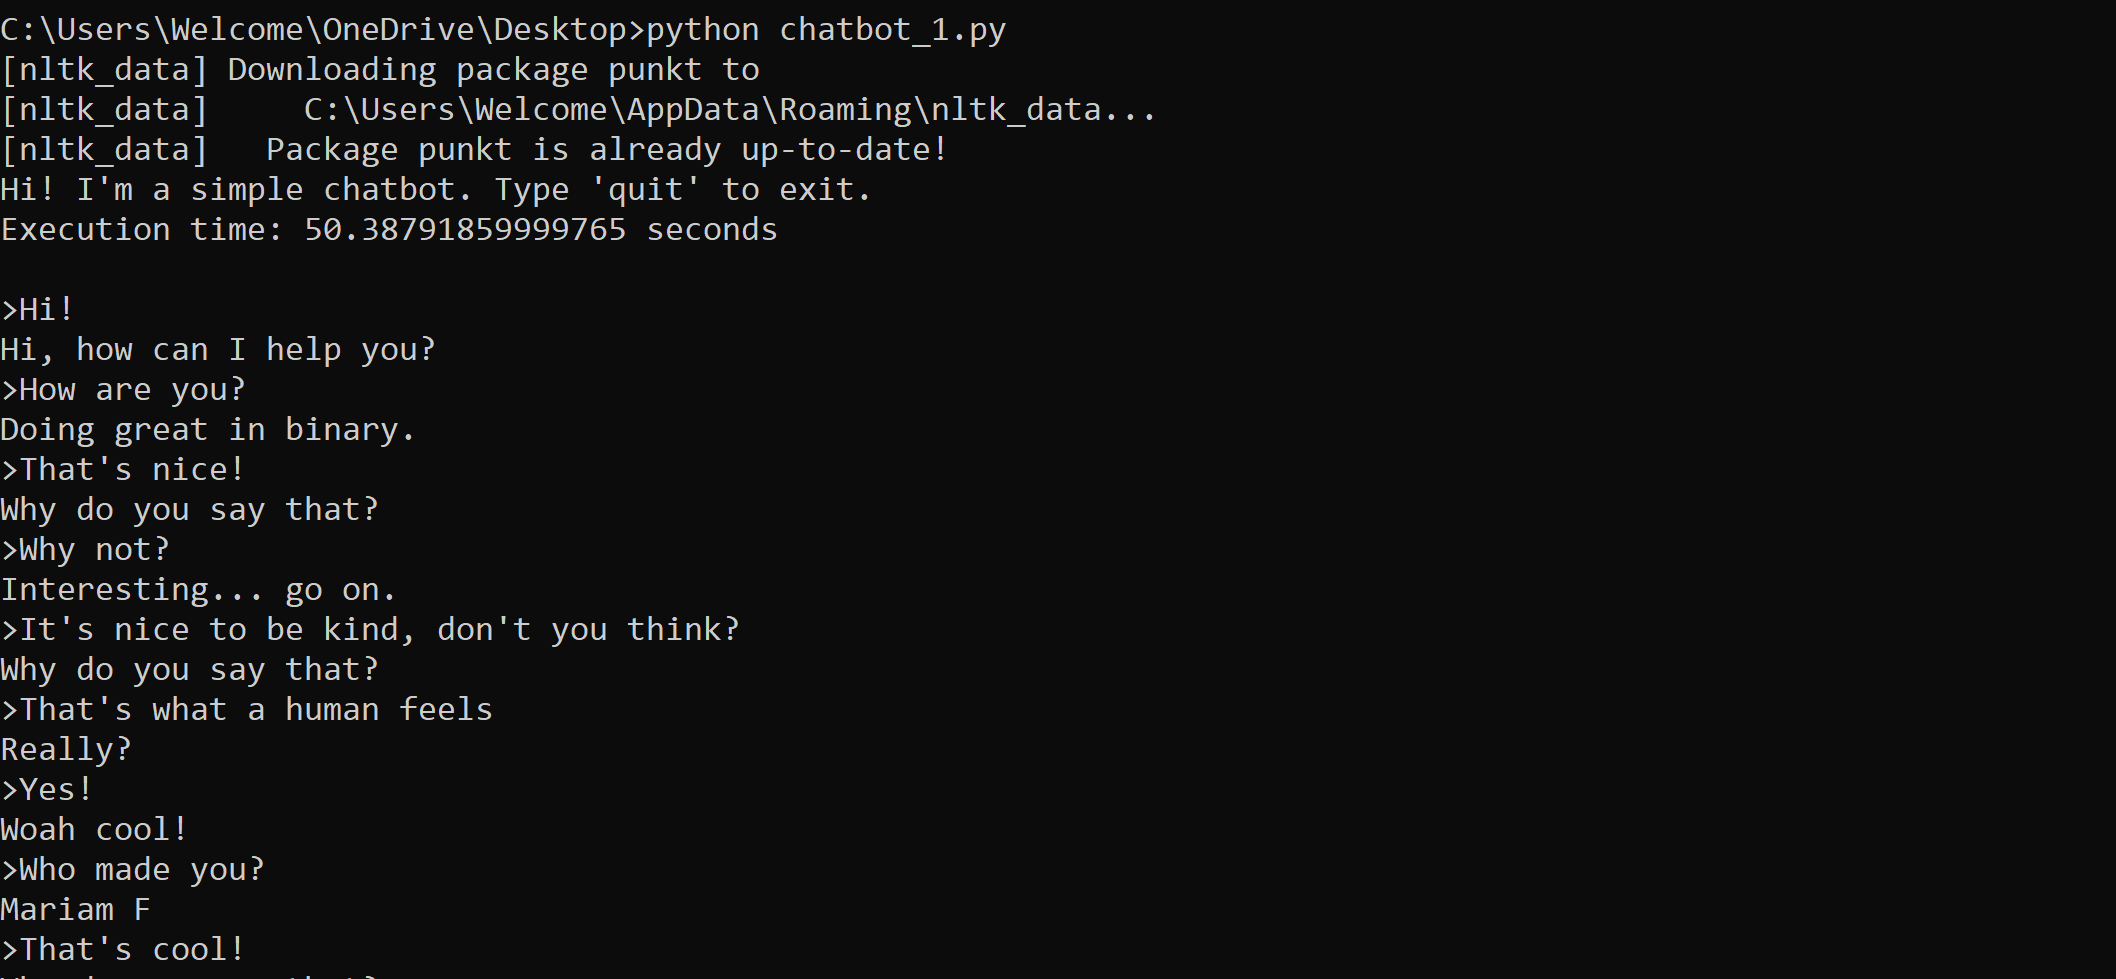 C:\Users\Welcome\OneDrive\Desktop>python chatbot_1.py
[nltk_data] Downloading package punkt to
[nltk_data]     C:\Users\Welcome\AppData\Roaming\nltk_data...
[nltk_data]   Package punkt is already up-to-date!
Hi! I'm a simple chatbot. Type 'quit' to exit.
Execution time: 50.38791859999765 seconds
>Hi!
Hi, how can I help you?
>How are you?
Doing great in binary.
>That's nice!
Why do you say that?
>Why not?
Interesting... go on.
>It's nice to be kind, don't you think?
Why do you say that?
>That's what a human feels
Really?
>Yes!
Woah cool!
>Who made you?
Mariam F
>That's cool!